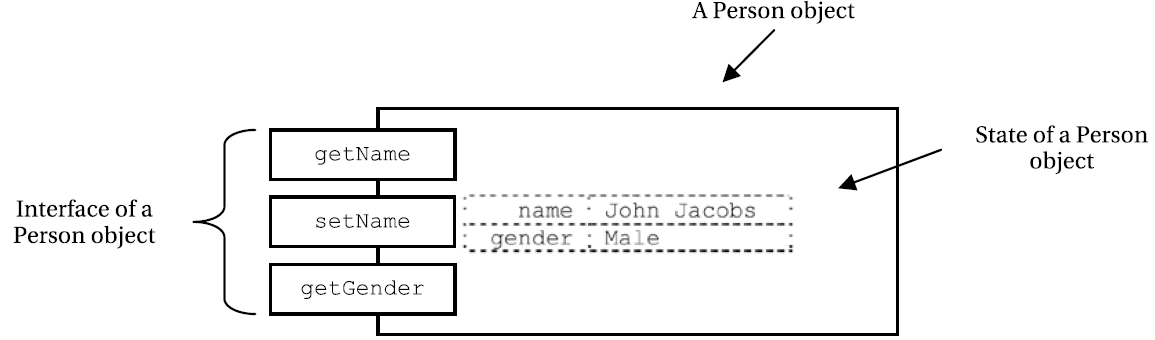 A Person object
State of a Person
object
getName
setName
getGender
Interface of a
Person object
name John Jacobs
gender Male